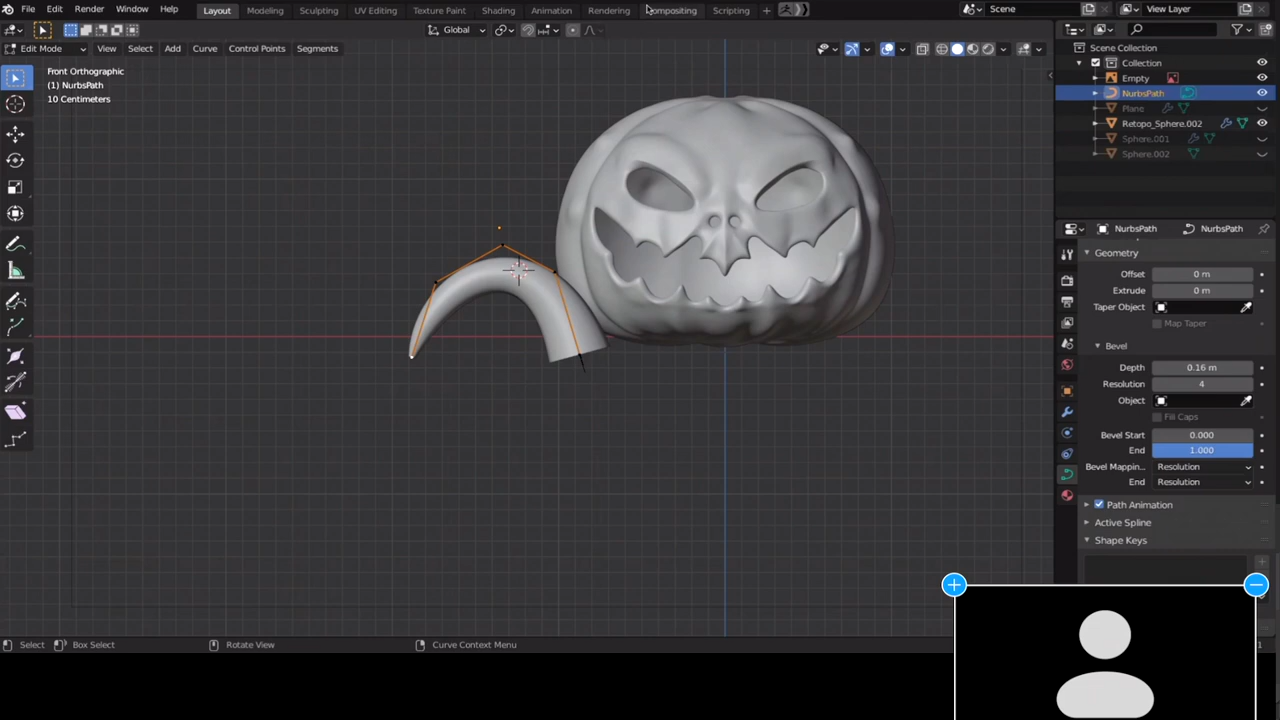 File Edit Render Window Help Layout Modeling Sculpting UV Editing Texture Paint Shading Animation Rendering Compositing Scripting + Scene View Layer
Global
Edit Mode View Select Add Curve Control Points Segments
Front Orthographic
(1) NurbsPath
10 Centimeters
Scene Collection
Collection
Empty
NurbsPath
Plane
Retopo_Sphere.002
Sphere.001
Sphere.002
NurbsPath NurbsPath
Geometry
Offset 0 m
Extrude 0 m
Taper Object
Map Taper
Bevel
Depth 0.16 m
Resolution 4
Object
Fill Caps
Bevel Start 0.000
End 1.000
Bevel Mappin.. Resolution
End Resolution
Path Animation
Active Spline
Shape Keys
Select Box Select Rotate View Curve Context Menu